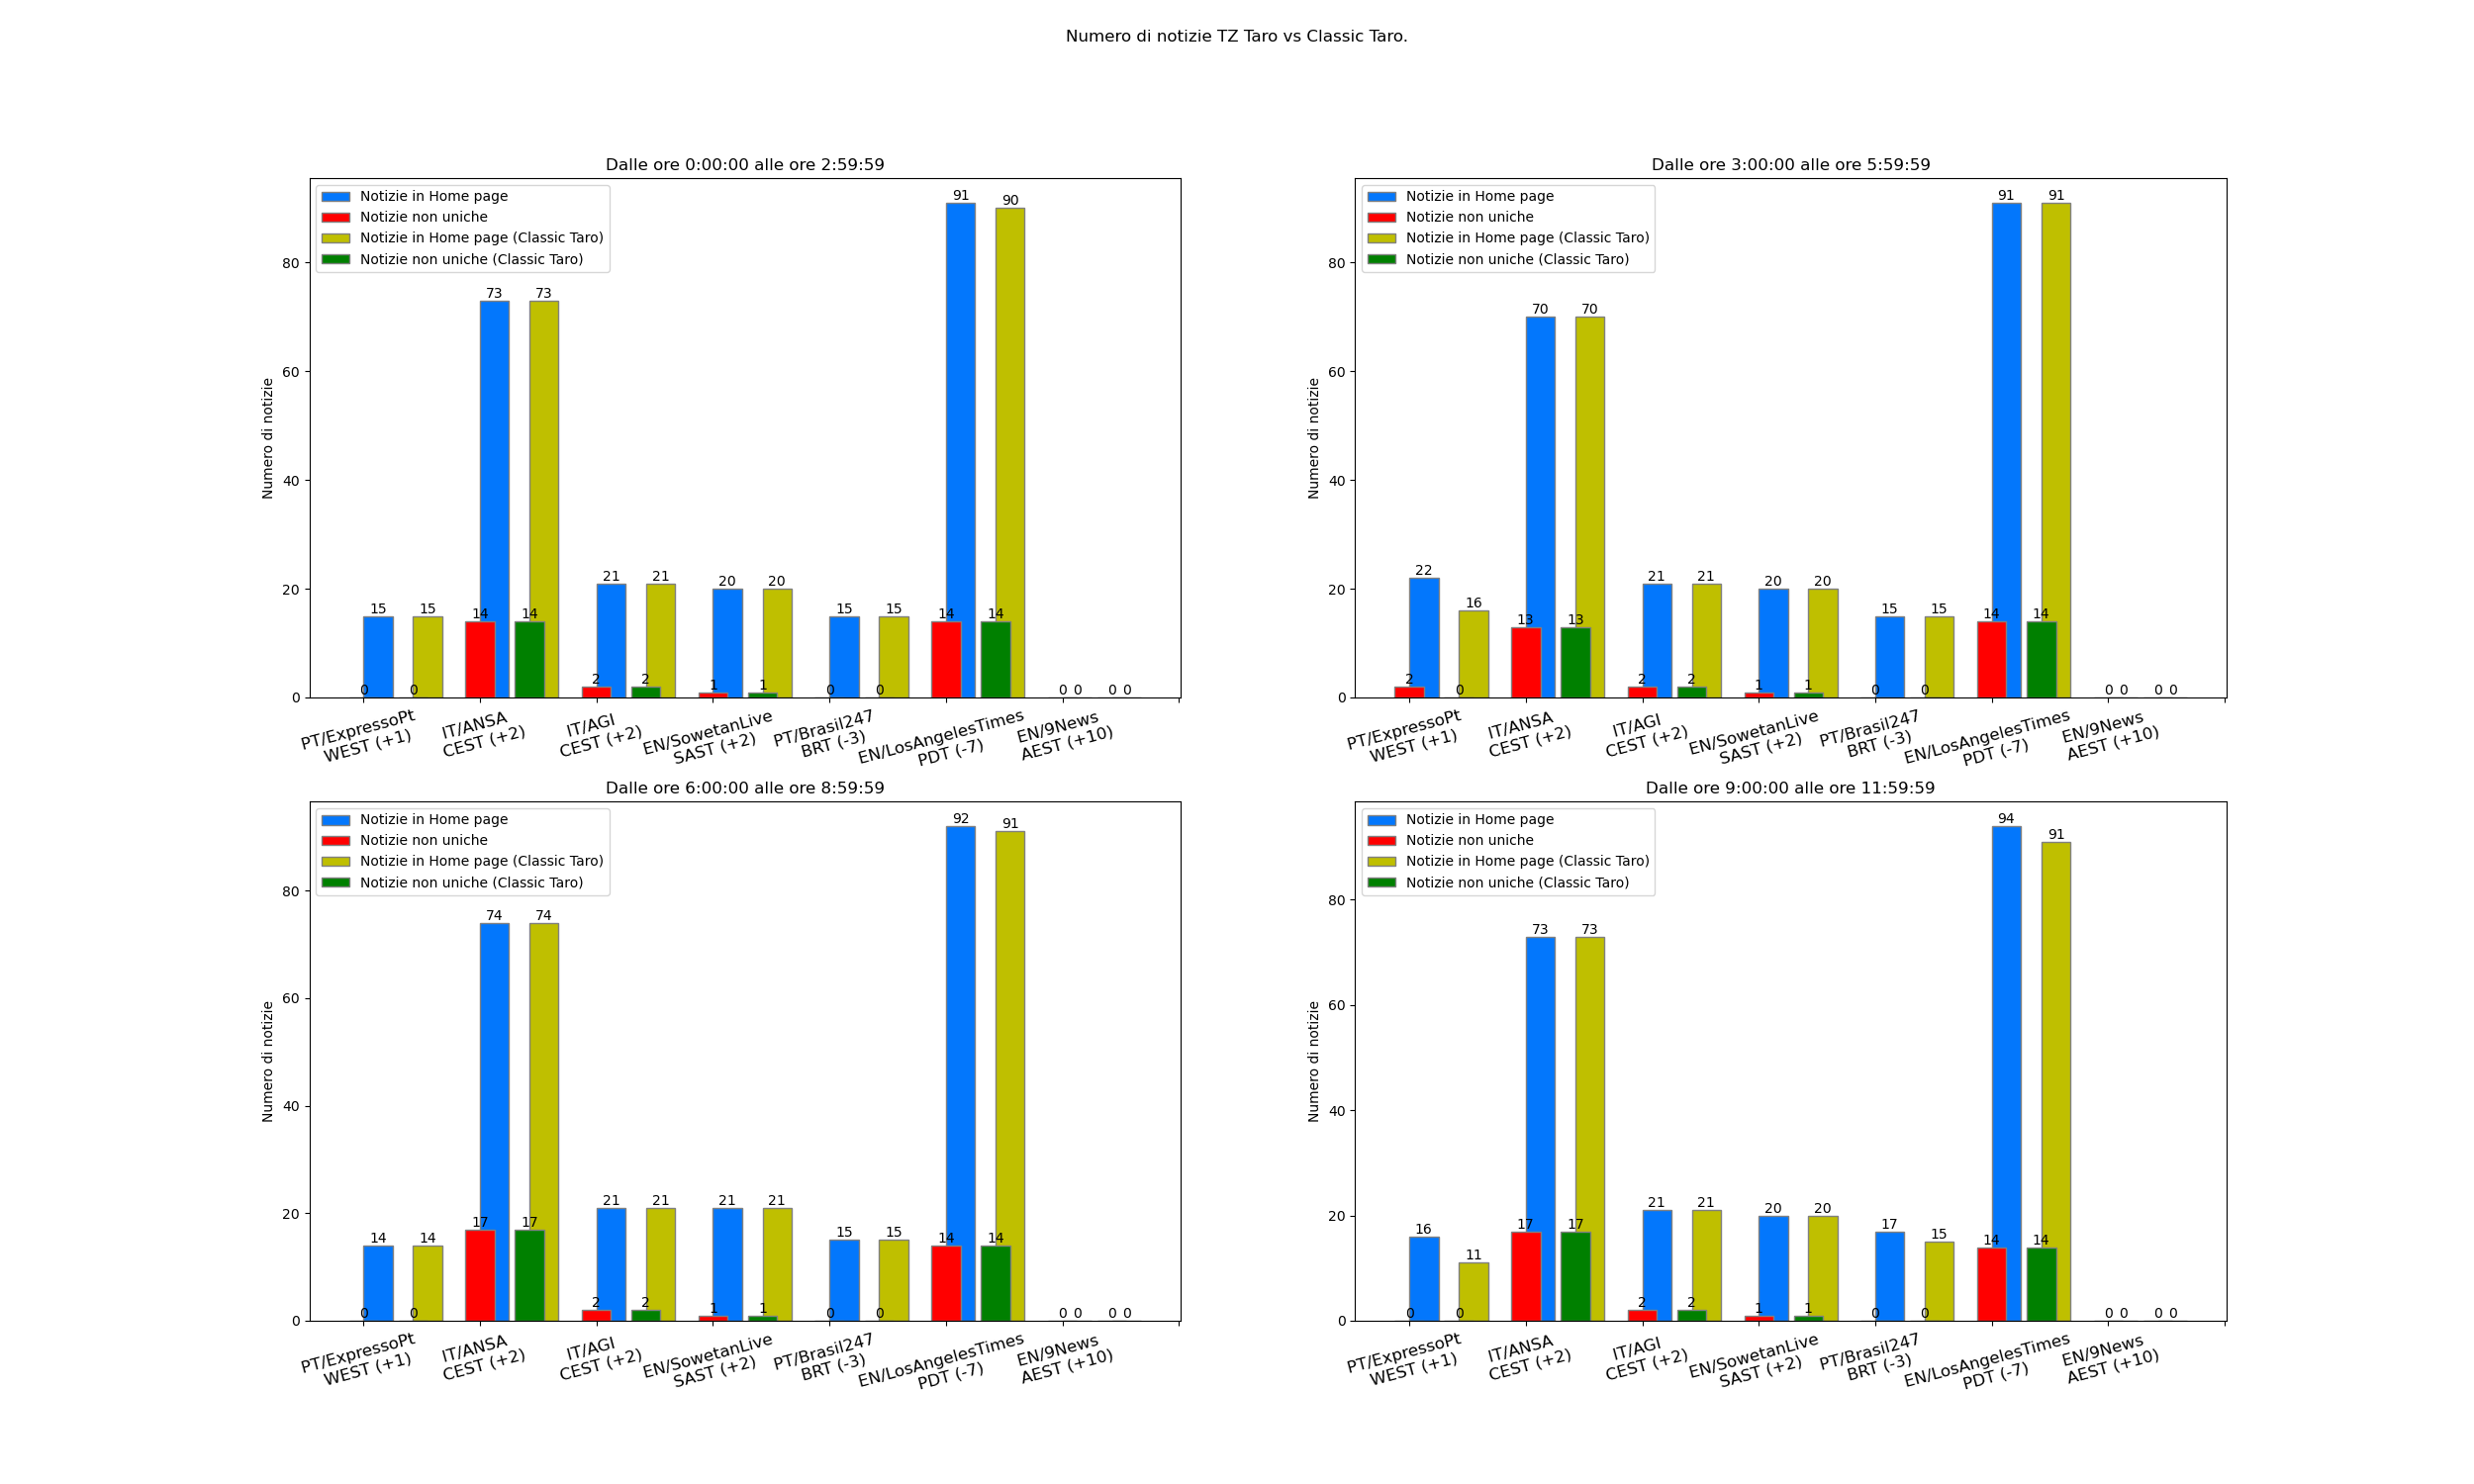 Numero di notizie TZ Taro vs Classic Taro.
Dalle ore 0:00:00 alle ore 2:59:59
Notizie in Home page
Notizie non uniche
Notizie in Home page (Classic Taro)
Notizie non uniche (Classic Taro)
Numero di notizie
80
60
40
20
0
15 15 73 73 21 21 20 20 15 15 91 90
0 0 14 14 2 2 1 1 0 0 14 14 0 0 0 0
PT/ExpressoPt
WEST (+1)
IT/ANSA
CEST (+2)
IT/AGI
CEST (+2)
EN/SowetanLive
SAST (+2)
PT/Brasil247
BRT (-3)
EN/LosAngelesTimes
PDT (-7)
EN/9News
AEST (+10)
Dalle ore 3:00:00 alle ore 5:59:59
Notizie in Home page
Notizie non uniche
Notizie in Home page (Classic Taro)
Notizie non uniche (Classic Taro)
Numero di notizie
80
60
40
20
0
22 16 70 70 21 21 20 20 15 15 91 91
2 0 13 13 2 2 1 1 0 0 14 14 0 0 0 0
PT/ExpressoPt
WEST (+1)
IT/ANSA
CEST (+2)
IT/AGI
CEST (+2)
EN/SowetanLive
SAST (+2)
PT/Brasil247
BRT (-3)
EN/LosAngelesTimes
PDT (-7)
EN/9News
AEST (+10)
Dalle ore 6:00:00 alle ore 8:59:59
Notizie in Home page
Notizie non uniche
Notizie in Home page (Classic Taro)
Notizie non uniche (Classic Taro)
Numero di notizie
80
60
40
20
0
14 14 74 74 21 21 21 21 15 15 92 91
0 0 17 17 2 2 1 1 0 0 14 14 0 0 0 0
PT/ExpressoPt
WEST (+1)
IT/ANSA
CEST (+2)
IT/AGI
CEST (+2)
EN/SowetanLive
SAST (+2)
PT/Brasil247
BRT (-3)
EN/LosAngelesTimes
PDT (-7)
EN/9News
AEST (+10)
Dalle ore 9:00:00 alle ore 11:59:59
Notizie in Home page
Notizie non uniche
Notizie in Home page (Classic Taro)
Notizie non uniche (Classic Taro)
Numero di notizie
80
60
40
20
0
16 11 73 73 21 21 20 20 17 15 94 91
0 0 17 17 2 2 1 1 0 0 14 14 0 0 0 0
PT/ExpressoPt
WEST (+1)
IT/ANSA
CEST (+2)
IT/AGI
CEST (+2)
EN/SowetanLive
SAST (+2)
PT/Brasil247
BRT (-3)
EN/LosAngelesTimes
PDT (-7)
EN/9News
AEST (+10)